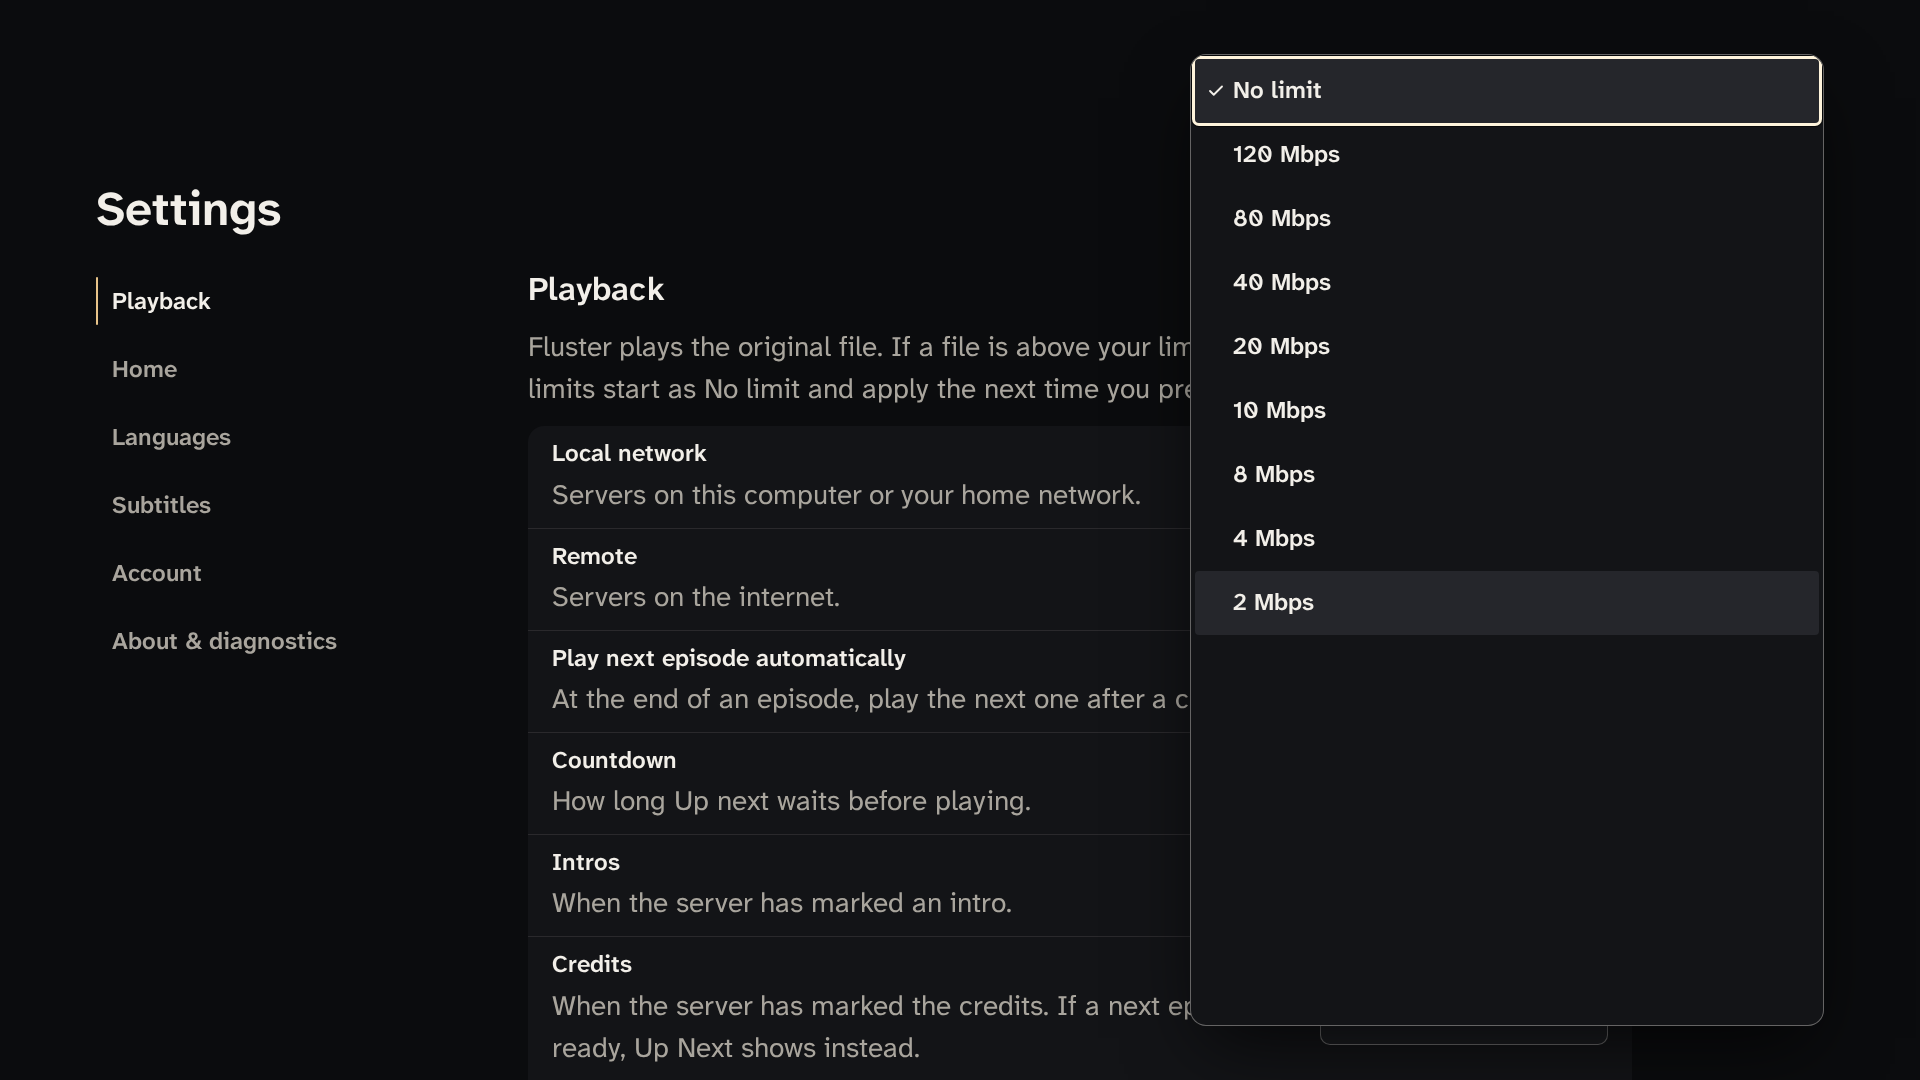 Settings
Playback
Home
Languages
Subtitles
Account
About & diagnostics
Playback
Fluster plays the original file. If a file is above your
limits start as No limit and apply the next time you
Local network
Servers on this computer or your home network.
Remote
Servers on the internet.
Play next episode automatically
At the end of an episode, play the next one after a
Countdown
How long Up next waits before playing.
Intros
When the server has marked an intro.
Credits
When the server has marked the credits. If a next
ready, Up Next shows instead.
No limit
120 Mbps
80 Mbps
40 Mbps
20 Mbps
10 Mbps
8 Mbps
4 Mbps
2 Mbps